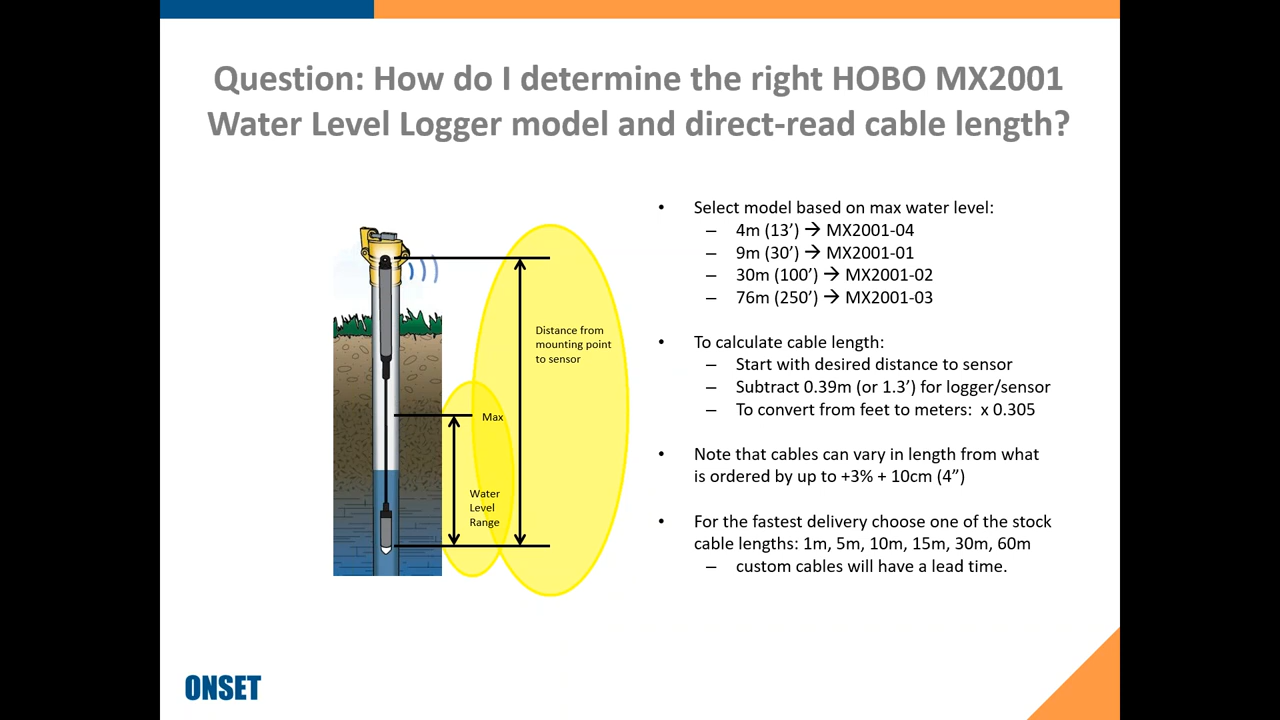 Question: How do I determine the right HOBO MX2001
Water Level Logger model and direct-read cable length?
Distance from
mounting point
to sensor
Max
Water
Level
Range
• Select model based on max water level:
– 4m (13’) → MX2001-04
– 9m (30’) → MX2001-01
– 30m (100’) → MX2001-02
– 76m (250’) → MX2001-03
• To calculate cable length:
– Start with desired distance to sensor
– Subtract 0.39m (or 1.3’) for logger/sensor
– To convert from feet to meters:  x 0.305
• Note that cables can vary in length from what
is ordered by up to +3% + 10cm (4”)
• For the fastest delivery choose one of the stock
cable lengths: 1m, 5m, 10m, 15m, 30m, 60m
– custom cables will have a lead time.
ONSET